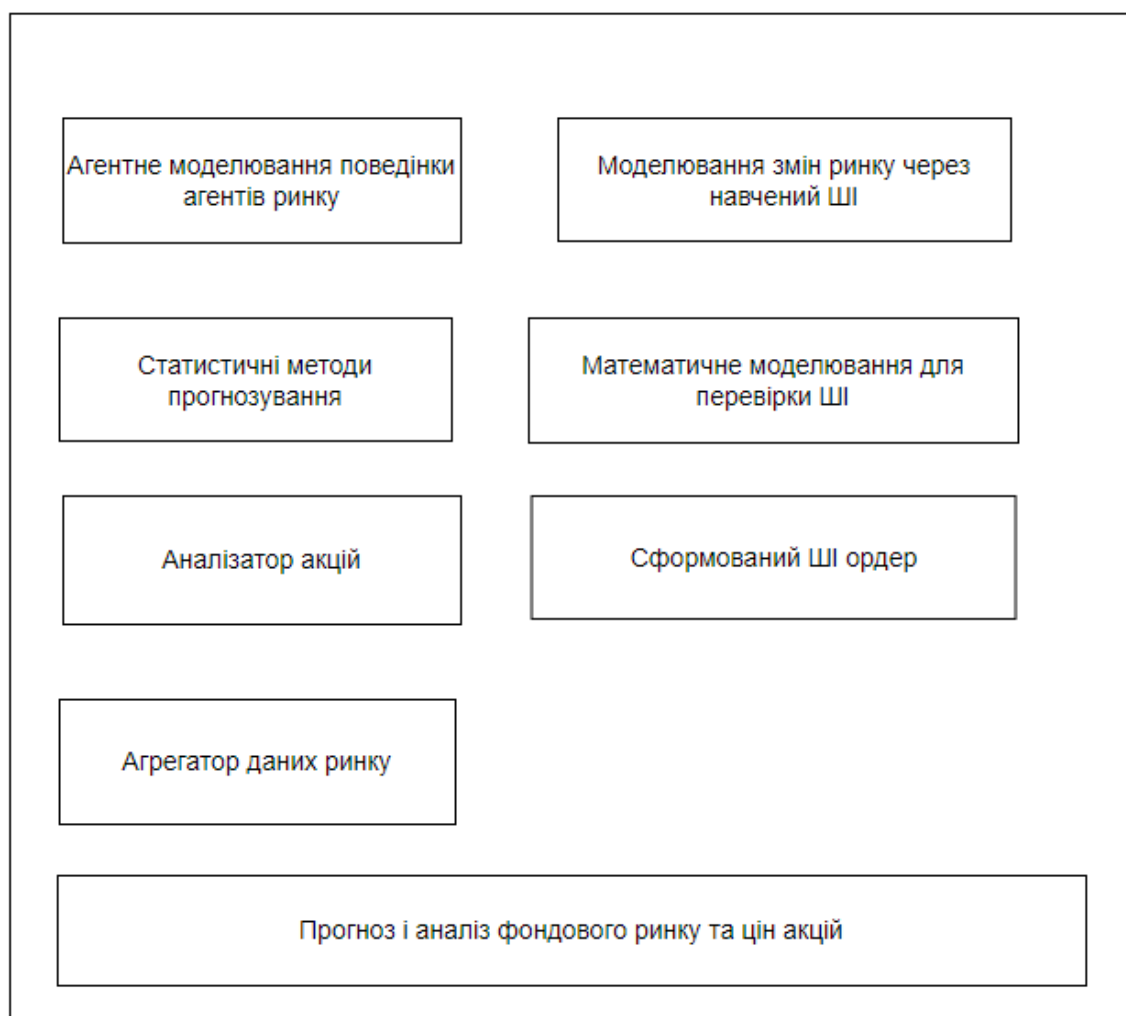 Агентне моделювання поведінки
агентів ринку
Моделювання змін ринку через
навчений ШІ
Статистичні методи
прогнозування
Математичне моделювання для
перевірки ШІ
Аналізатор акцій
Сформований ШІ ордер
Агрегатор даних ринку
Прогноз і аналіз фондового ринку та цін акцій